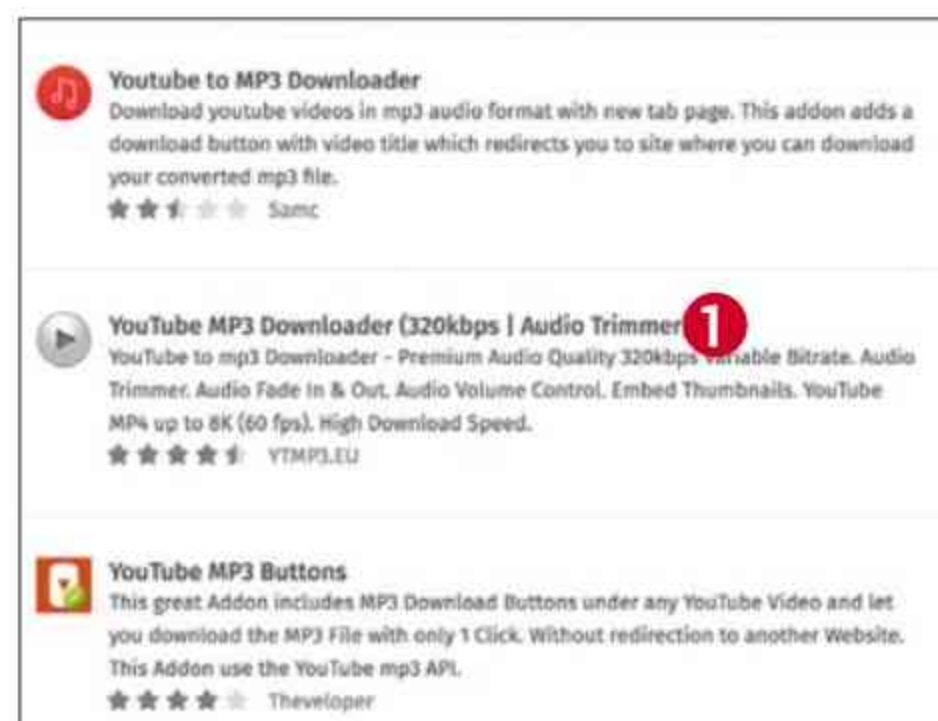 Youtube to MP3 Downloader
Download youtube videos in mp3 audio format with new tab page. This addon adds a
download button with video title which redirects you to site where you can download
your converted mp3 file.
Samc
YouTube MP3 Downloader (320kbps | Audio Trimmer
1
YouTube to mp3 Downloader - Premium Audio Quality 320kbps Variable Bitrate. Audio
Trimmer. Audio Fade In & Out. Audio Volume Control. Embed Thumbnails. YouTube
MP4 up to 8K (60 fps). High Download Speed.
YTMP3.EU
YouTube MP3 Buttons
This great Addon includes MP3 Download Buttons under any YouTube Video and let
you download the MP3 File with only 1 Click. Without redirection to another Website.
This Addon use the YouTube mp3 API.
Theveloper